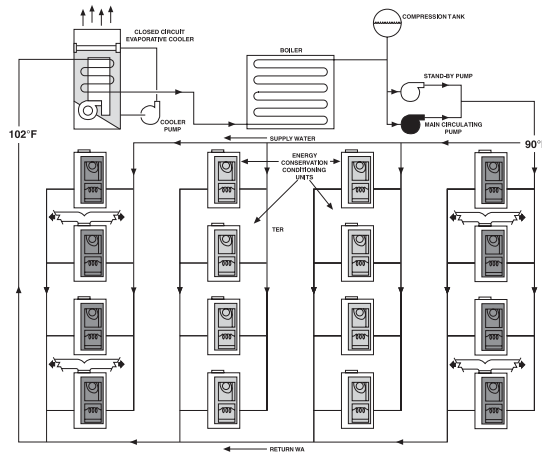 CLOSED CIRCUIT
EVAPORATIVE COOLER
COMPRESSION TANK
BOILER
STAND-BY PUMP
COOLER
PUMP
MAIN CIRCULATING
PUMP
102°F
SUPPLY WATER
90°
ENERGY
CONSERVATION
CONDITIONING
UNITS
TER
RETURN WA